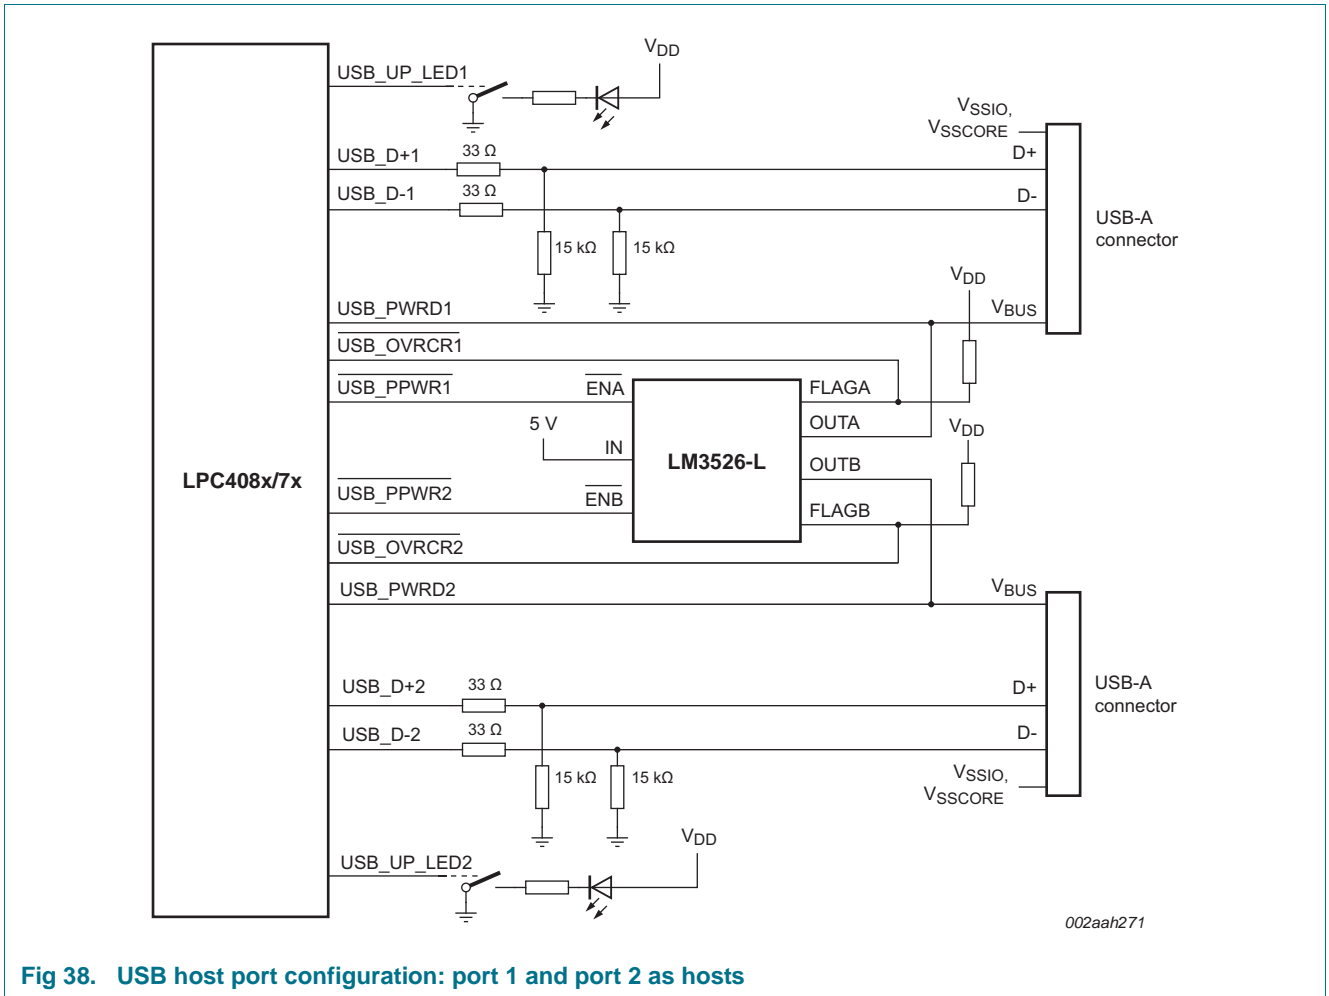 VDD
USB_UP_LED1
VSSIO,
VSSCORE
USB_D+1
33 Ω
D+
USB_D-1
33 Ω
D-
USB-A
connector
15 kΩ
15 kΩ
VDD
USB_PWRD1
VBUS
USB_OVRCR1
USB_PPWR1
ENA
FLAGA
5 V
OUTA
VDD
IN
LM3526-L
OUTB
LPC408x/7x
USB_PPWR2
ENB
FLAGB
USB_OVRCR2
USB_PWRD2
VBUS
USB_D+2
33 Ω
D+
USB-A
connector
USB_D-2
33 Ω
D-
15 kΩ
15 kΩ
VSSIO,
VSSCORE
VDD
USB_UP_LED2
002aah271
Fig 38. USB host port configuration: port 1 and port 2 as hosts